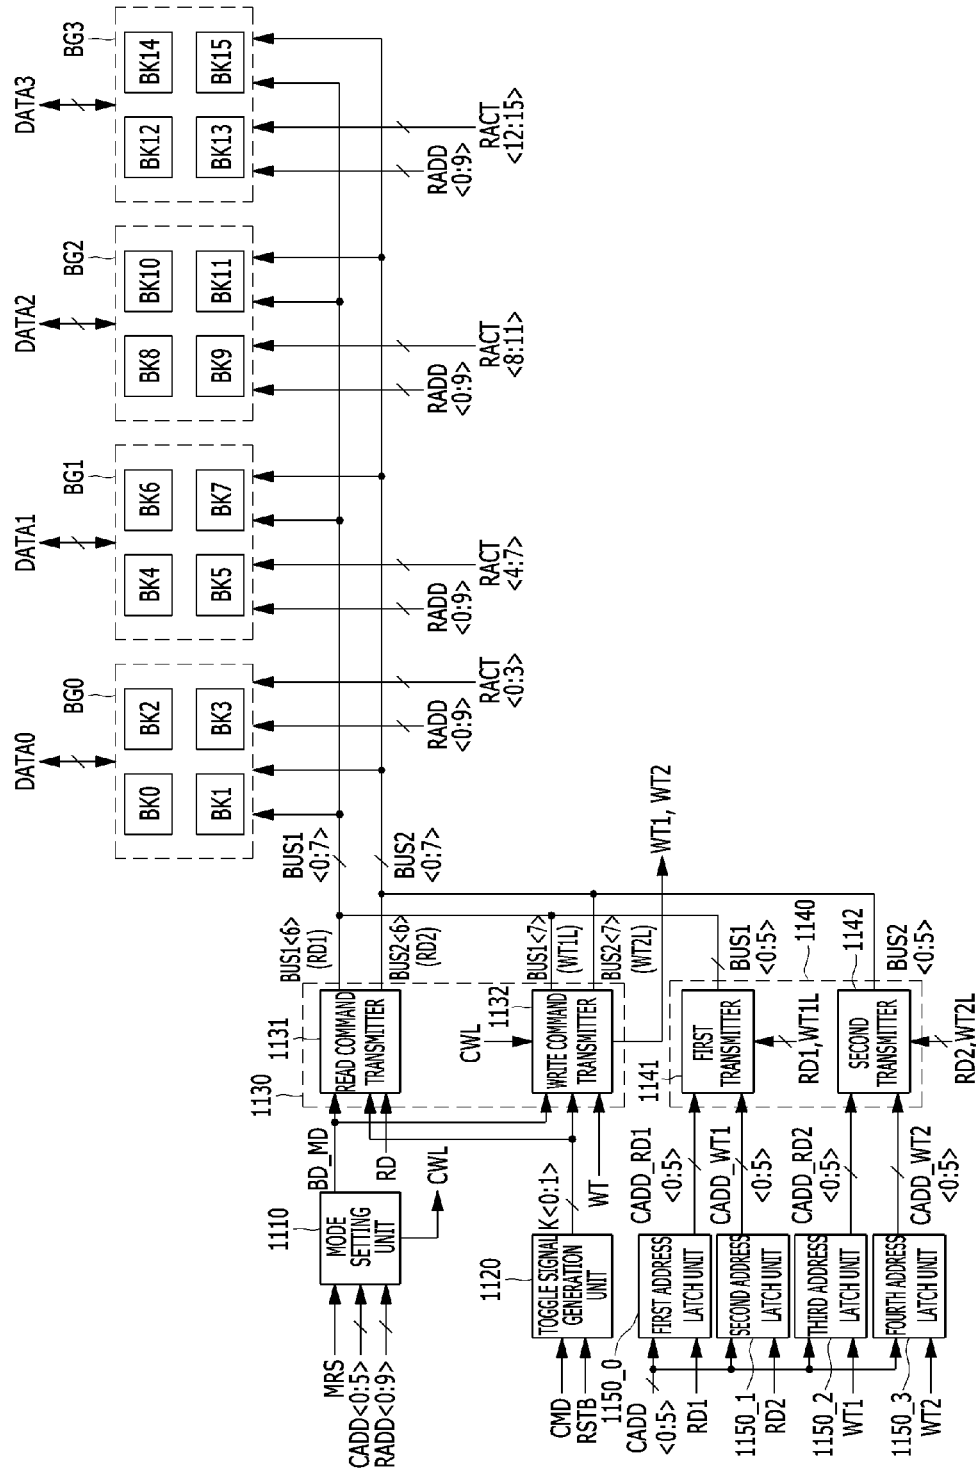 MRS
CADD<0:5>
RADD<0:9>
1110
MODE
SETTING
UNIT
BD_MD
RD
CWL
CMD
RSTB
1120
TOGGLE SIGNAL
GENERATION
UNIT
K<0:1>
WT
1150_0
CADD
<0:5>
RD1
FIRST ADDRESS
LATCH UNIT
CADD_RD1
<0:5>
1150_1
RD2
SECOND ADDRESS
LATCH UNIT
CADD_WT1
<0:5>
1150_2
WT1
THIRD ADDRESS
LATCH UNIT
CADD_RD2
<0:5>
1150_3
WT2
FOURTH ADDRESS
LATCH UNIT
CADD_WT2
<0:5>
1130
1131
READ COMMAND
TRANSMITTER
BUS1<6>
(RD1)
BUS2<6>
(RD2)
CWL
1132
WRITE COMMAND
TRANSMITTER
BUS1<7>
(WT1L)
BUS2<7>
(WT2L)
WT1, WT2
1141
FIRST
TRANSMITTER
RD1,WT1L
BUS1
<0:5>
1140
1142
SECOND
TRANSMITTER
RD2,WT2L
BUS2
<0:5>
BUS1
<0:7>
BUS2
<0:7>
DATA0
BG0
BK0
BK2
BK1
BK3
RADD
<0:9>
RACT
<0:3>
DATA1
BG1
BK4
BK6
BK5
BK7
RADD
<0:9>
RACT
<4:7>
DATA2
BG2
BK8
BK10
BK9
BK11
RADD
<0:9>
RACT
<8:11>
DATA3
BG3
BK12
BK14
BK13
BK15
RADD
<0:9>
RACT
<12:15>